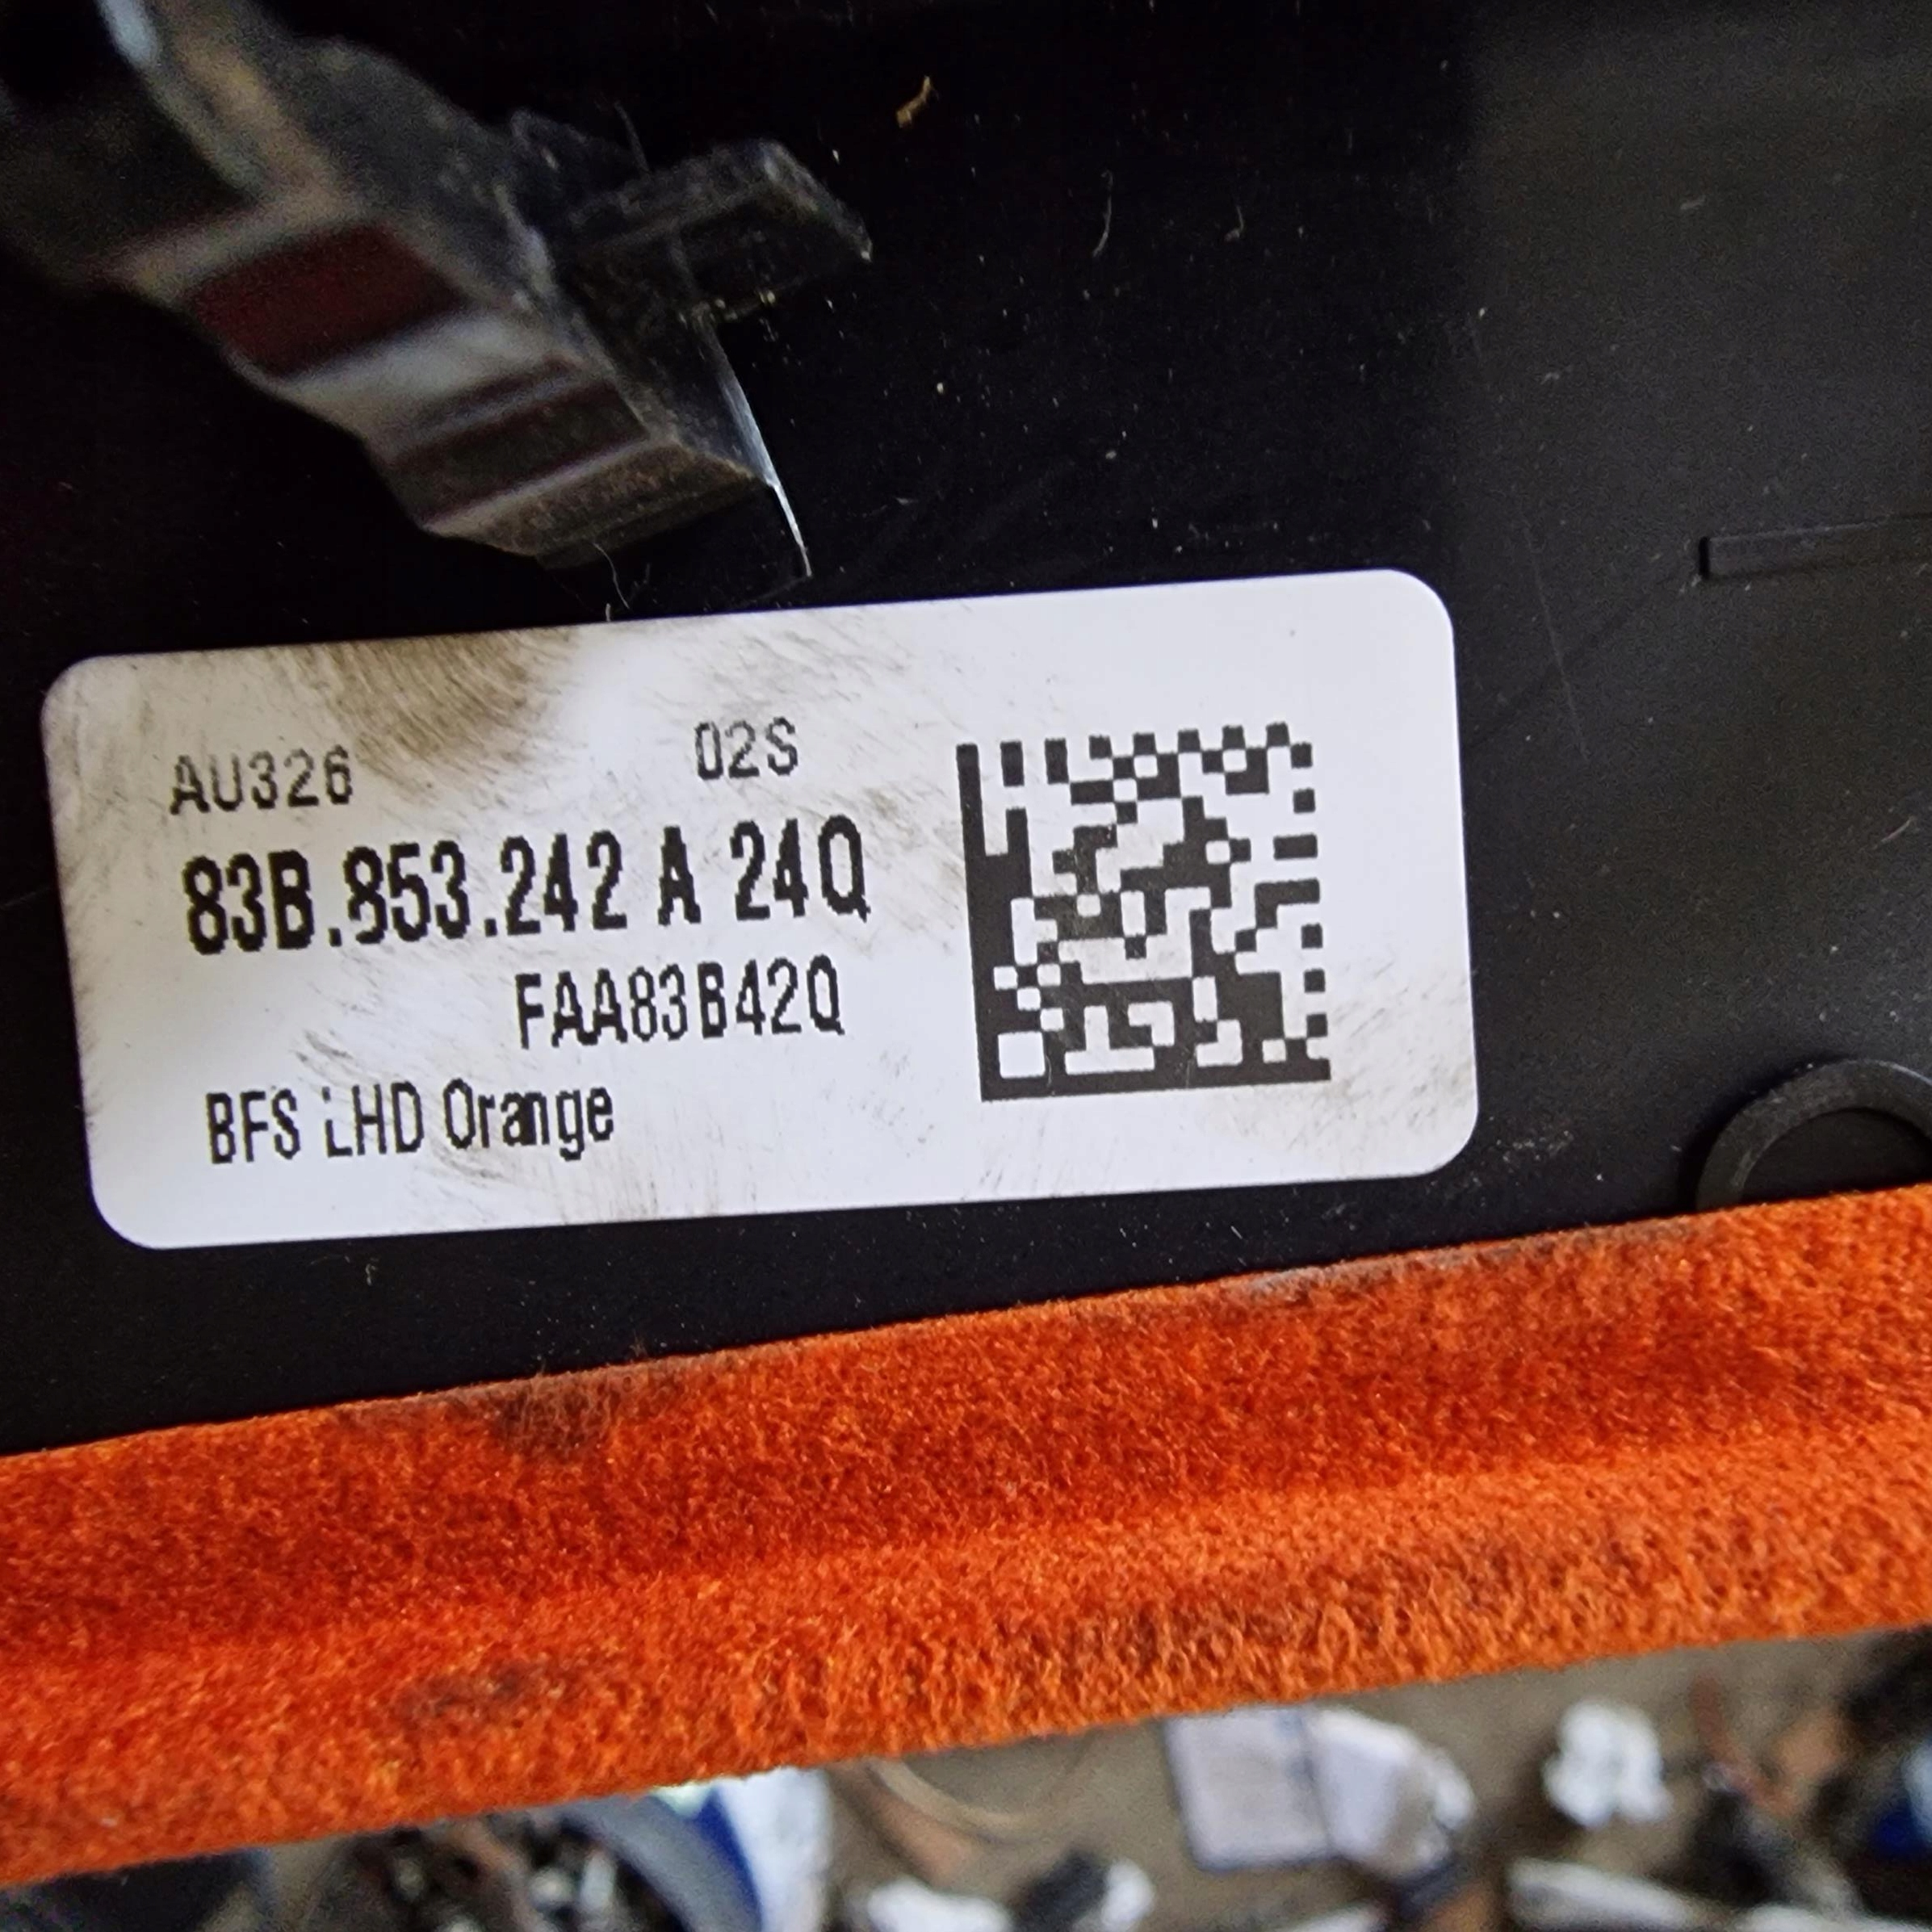 AU326 02S
83B.853.242 A 24Q
FAA83B42Q
BFS LHD Orange